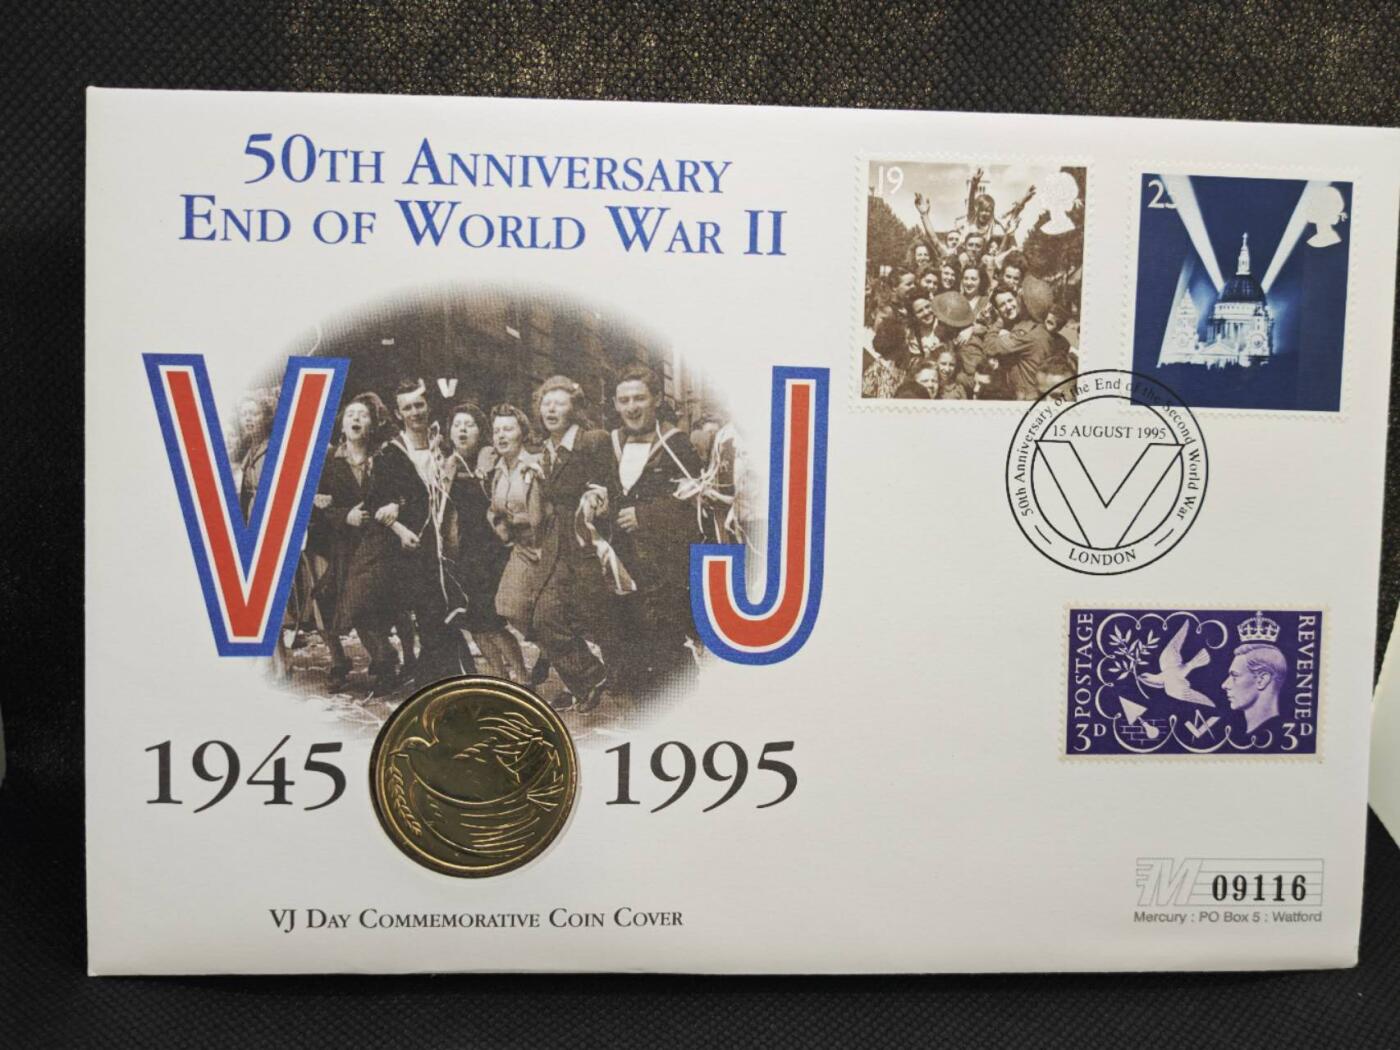 50TH ANNIVERSARY
END OF WORLD WAR II
19
25
V J
50th Anniversary of the End of the Second World War
15 AUGUST 1995
LONDON
POSTAGE
REVENUE
3D 3D
1945 1995
VJ DAY COMMEMORATIVE COIN COVER
M 09116
Mercury : PO Box 5 : Watford